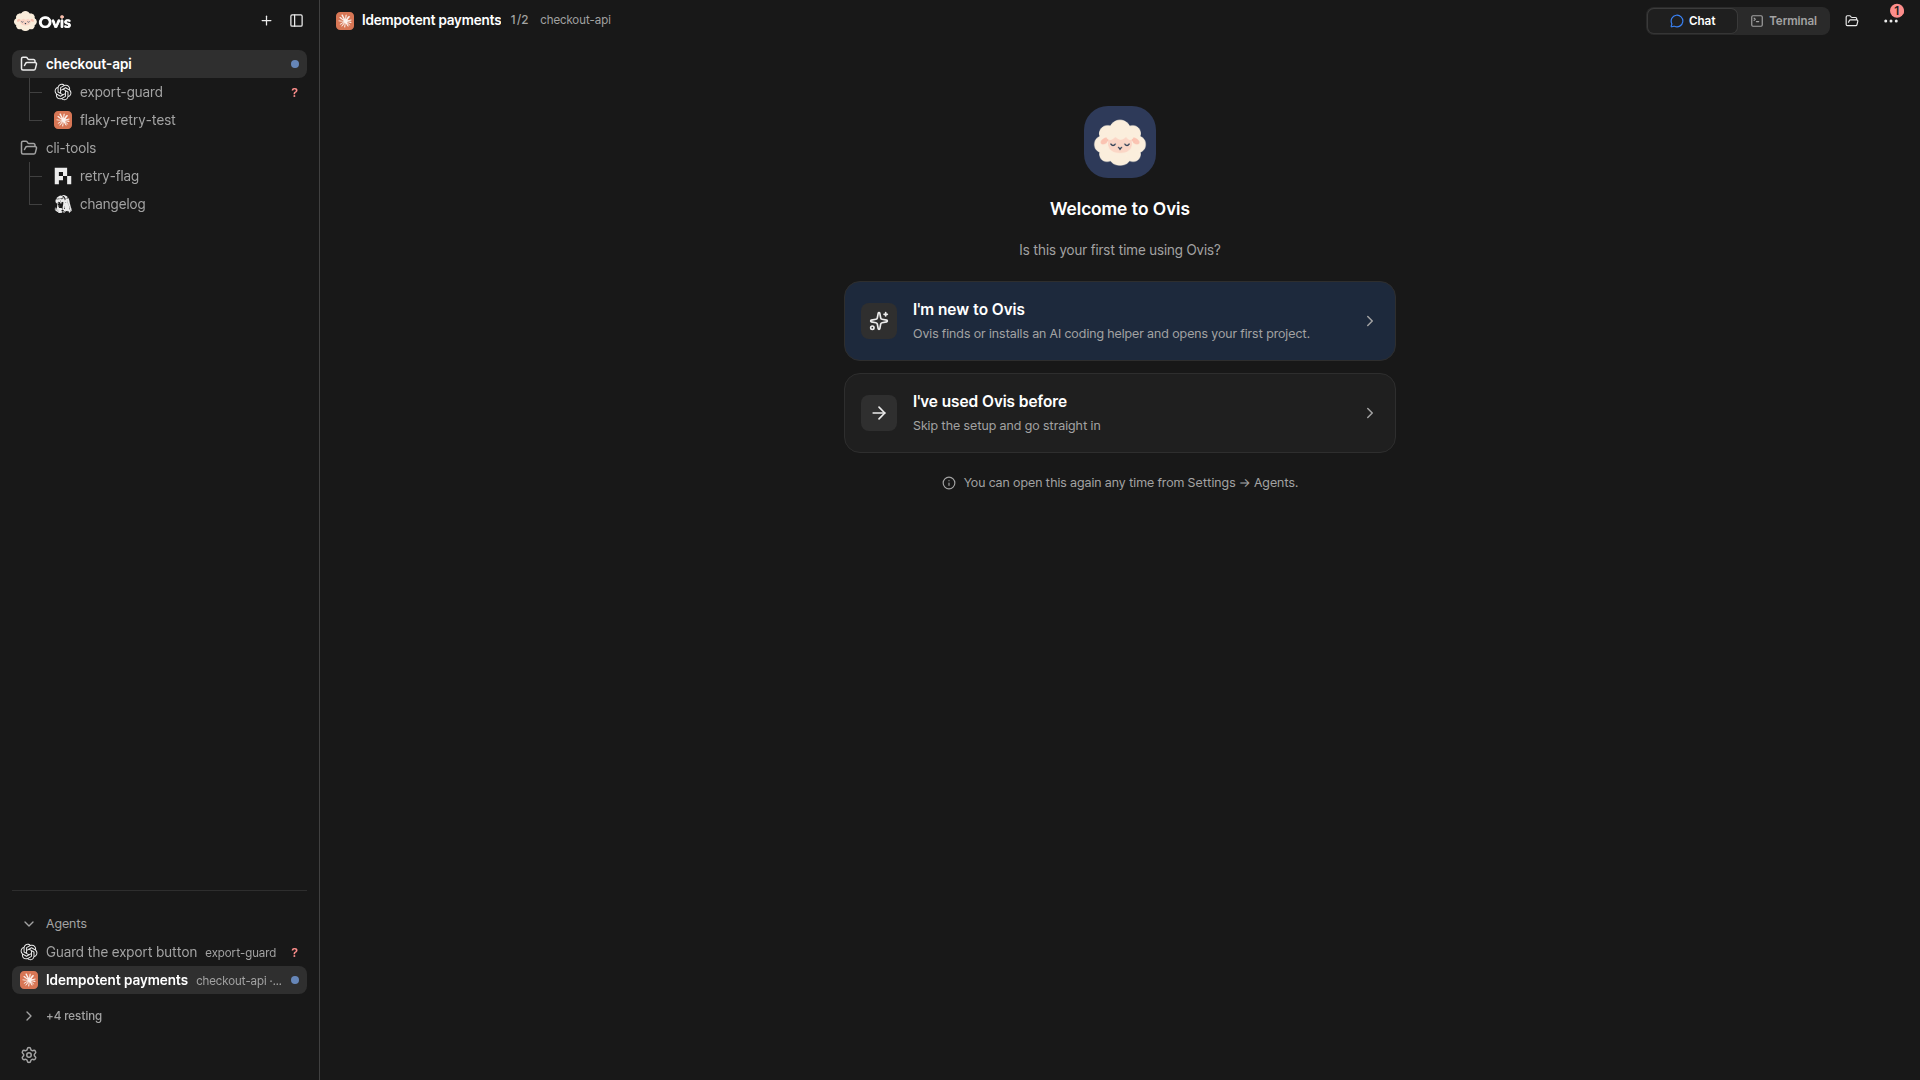 Ovis
checkout-api
export-guard ?
flaky-retry-test
cli-tools
retry-flag
changelog
Agents
Guard the export button export-guard ?
Idempotent payments checkout-api ·...
+4 resting
Idempotent payments 1/2 checkout-api
Chat
Terminal
1
Welcome to Ovis
Is this your first time using Ovis?
I'm new to Ovis
Ovis finds or installs an AI coding helper and opens your first project.
I've used Ovis before
Skip the setup and go straight in
You can open this again any time from Settings → Agents.